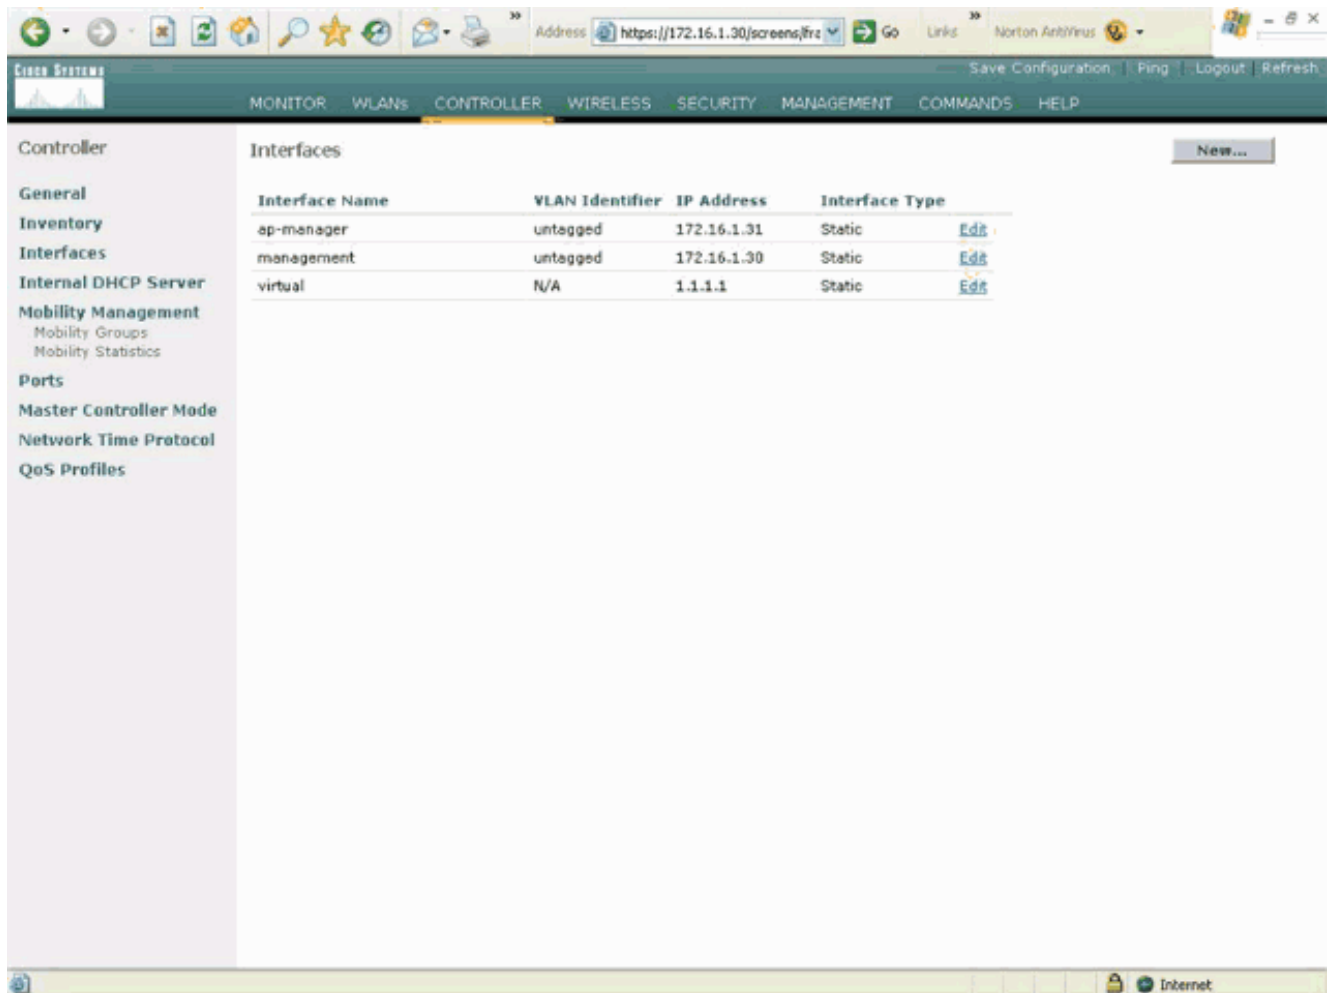 » Address https://172.16.1.30/screens/fra Go Links » Norton AntiVirus
CISCO SYSTEMS
Save Configuration | Ping | Logout | Refresh
MONITOR WLANs CONTROLLER WIRELESS SECURITY MANAGEMENT COMMANDS HELP
Controller
General
Inventory
Interfaces
Internal DHCP Server
Mobility Management
Mobility Groups
Mobility Statistics
Ports
Master Controller Mode
Network Time Protocol
QoS Profiles
Interfaces
New...
Interface Name VLAN Identifier IP Address Interface Type
ap-manager untagged 172.16.1.31 Static Edit
management untagged 172.16.1.30 Static Edit
virtual N/A 1.1.1.1 Static Edit
Internet